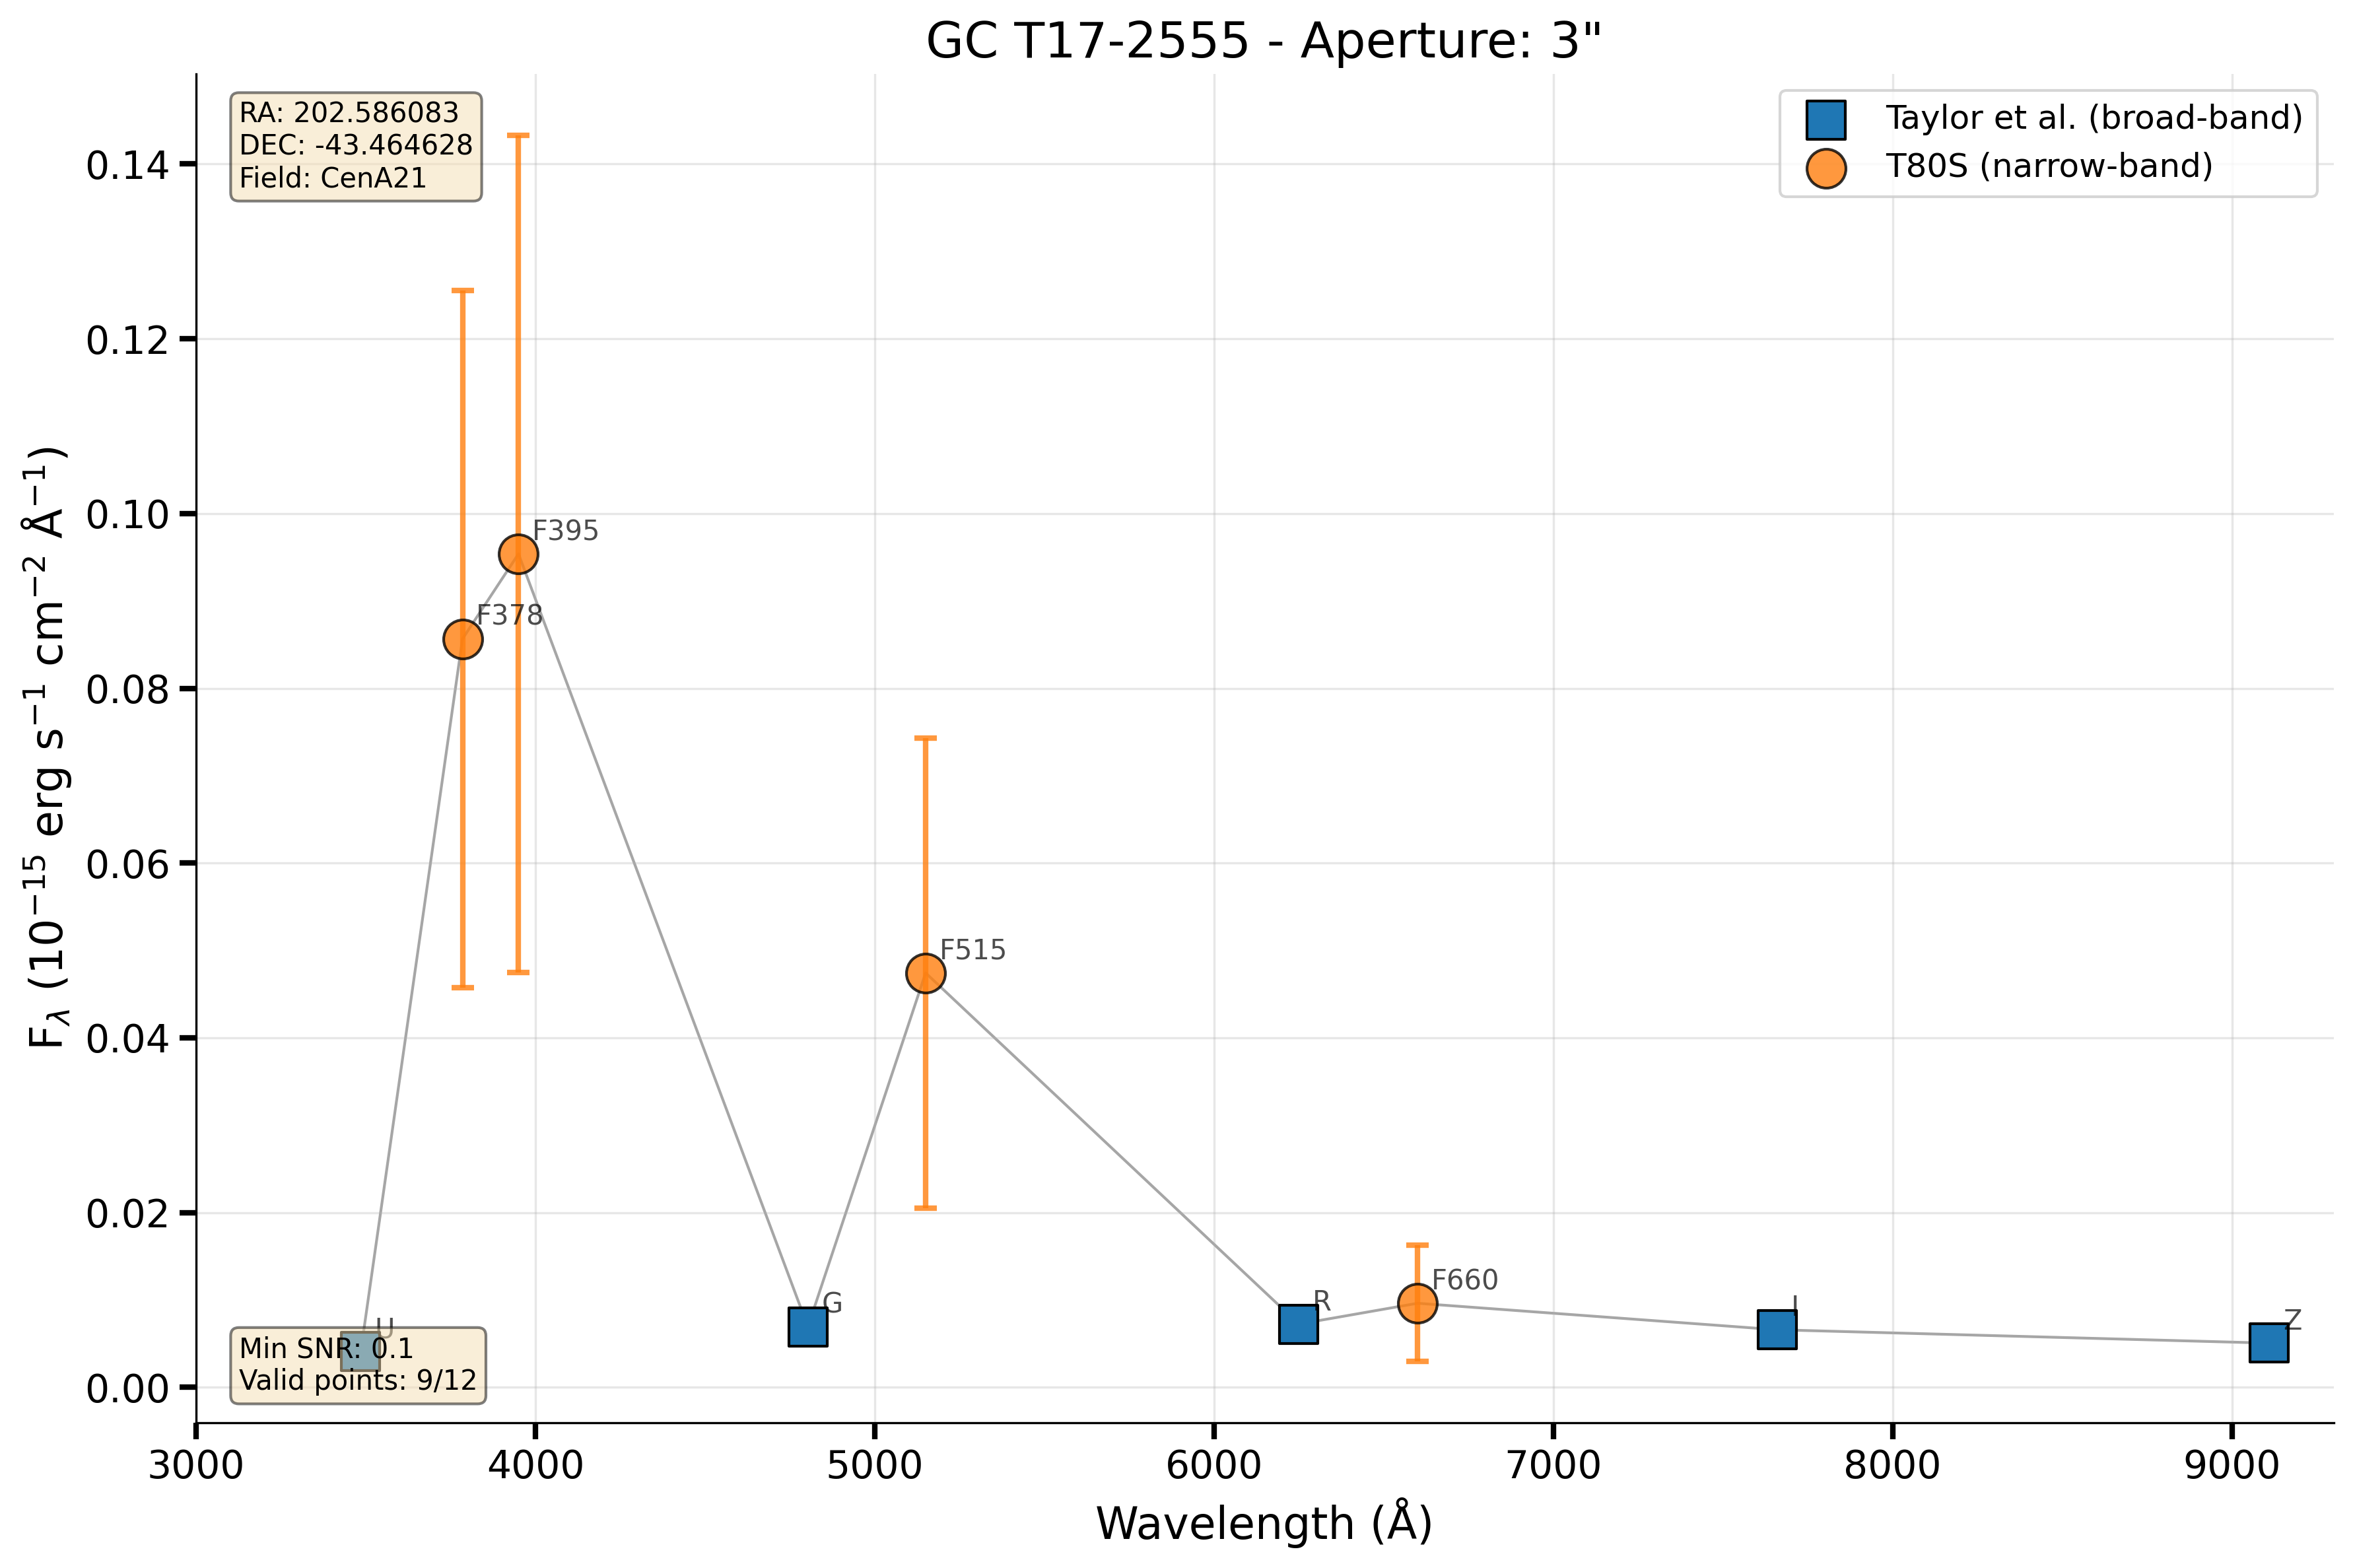 GC T17-2555 - Aperture: 3"
RA: 202.586083
DEC: -43.464628
Field: CenA21
Taylor et al. (broad-band)
T80S (narrow-band)
0.14
0.12
0.10
0.08
0.06
0.04
0.02
0.00
F_λ (10⁻¹⁵ erg s⁻¹ cm⁻² Å⁻¹)
F395
F378
F515
U
G
R
F660
I
Z
Min SNR: 0.1
Valid points: 9/12
3000 4000 5000 6000 7000 8000 9000
Wavelength (Å)